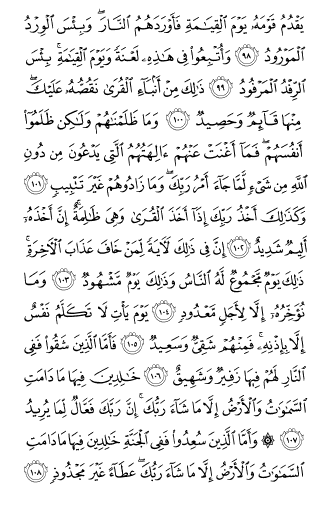 يَقْدُمُ قَوْمَهُۥ يَوْمَ ٱلْقِيَٰمَةِ فَأَوْرَدَهُمُ ٱلنَّارَ ۖ وَبِئْسَ ٱلْوِرْدُ
ٱلْمَوْرُودُ ٩٨ وَأُتْبِعُوا۟ فِى هَٰذِهِۦ لَعْنَةً وَيَوْمَ ٱلْقِيَٰمَةِ ۚ بِئْسَ
ٱلرِّفْدُ ٱلْمَرْفُودُ ٩٩ ذَٰلِكَ مِنْ أَنۢبَآءِ ٱلْقُرَىٰ نَقُصُّهُۥ عَلَيْكَ ۖ
مِنْهَا قَآئِمٌ وَحَصِيدٌ ١٠٠ وَمَا ظَلَمْنَٰهُمْ وَلَٰكِن ظَلَمُوٓا۟
أَنفُسَهُمْ ۖ فَمَآ أَغْنَتْ عَنْهُمْ ءَالِهَتُهُمُ ٱلَّتِى يَدْعُونَ مِن دُونِ
ٱللَّهِ مِن شَىْءٍ لَّمَّا جَآءَ أَمْرُ رَبِّكَ ۖ وَمَا زَادُوهُمْ غَيْرَ تَتْبِيبٍ ١٠١
وَكَذَٰلِكَ أَخْذُ رَبِّكَ إِذَآ أَخَذَ ٱلْقُرَىٰ وَهِىَ ظَٰلِمَةٌ ۚ إِنَّ أَخْذَهُۥٓ
أَلِيمٌ شَدِيدٌ ١٠٢ إِنَّ فِى ذَٰلِكَ لَءَايَةً لِّمَنْ خَافَ عَذَابَ ٱلْءَاخِرَةِ ۚ
ذَٰلِكَ يَوْمٌ مَّجْمُوعٌ لَّهُ ٱلنَّاسُ وَذَٰلِكَ يَوْمٌ مَّشْهُودٌ ١٠٣ وَمَا
نُؤَخِّرُهُۥٓ إِلَّا لِأَجَلٍ مَّعْدُودٍ ١٠٤ يَوْمَ يَأْتِ لَا تَكَلَّمُ نَفْسٌ
إِلَّا بِإِذْنِهِۦ ۚ فَمِنْهُمْ شَقِىٌّ وَسَعِيدٌ ١٠٥ فَأَمَّا ٱلَّذِينَ شَقُوا۟ فَفِى
ٱلنَّارِ لَهُمْ فِيهَا زَفِيرٌ وَشَهِيقٌ ١٠٦ خَٰلِدِينَ فِيهَا مَا دَامَتِ
ٱلسَّمَٰوَٰتُ وَٱلْأَرْضُ إِلَّا مَا شَآءَ رَبُّكَ ۚ إِنَّ رَبَّكَ فَعَّالٌ لِّمَا يُرِيدُ
١٠٧ ۞ وَأَمَّا ٱلَّذِينَ سُعِدُوا۟ فَفِى ٱلْجَنَّةِ خَٰلِدِينَ فِيهَا مَا دَامَتِ
ٱلسَّمَٰوَٰتُ وَٱلْأَرْضُ إِلَّا مَا شَآءَ رَبُّكَ ۖ عَطَآءً غَيْرَ مَجْذُوذٍ ١٠٨